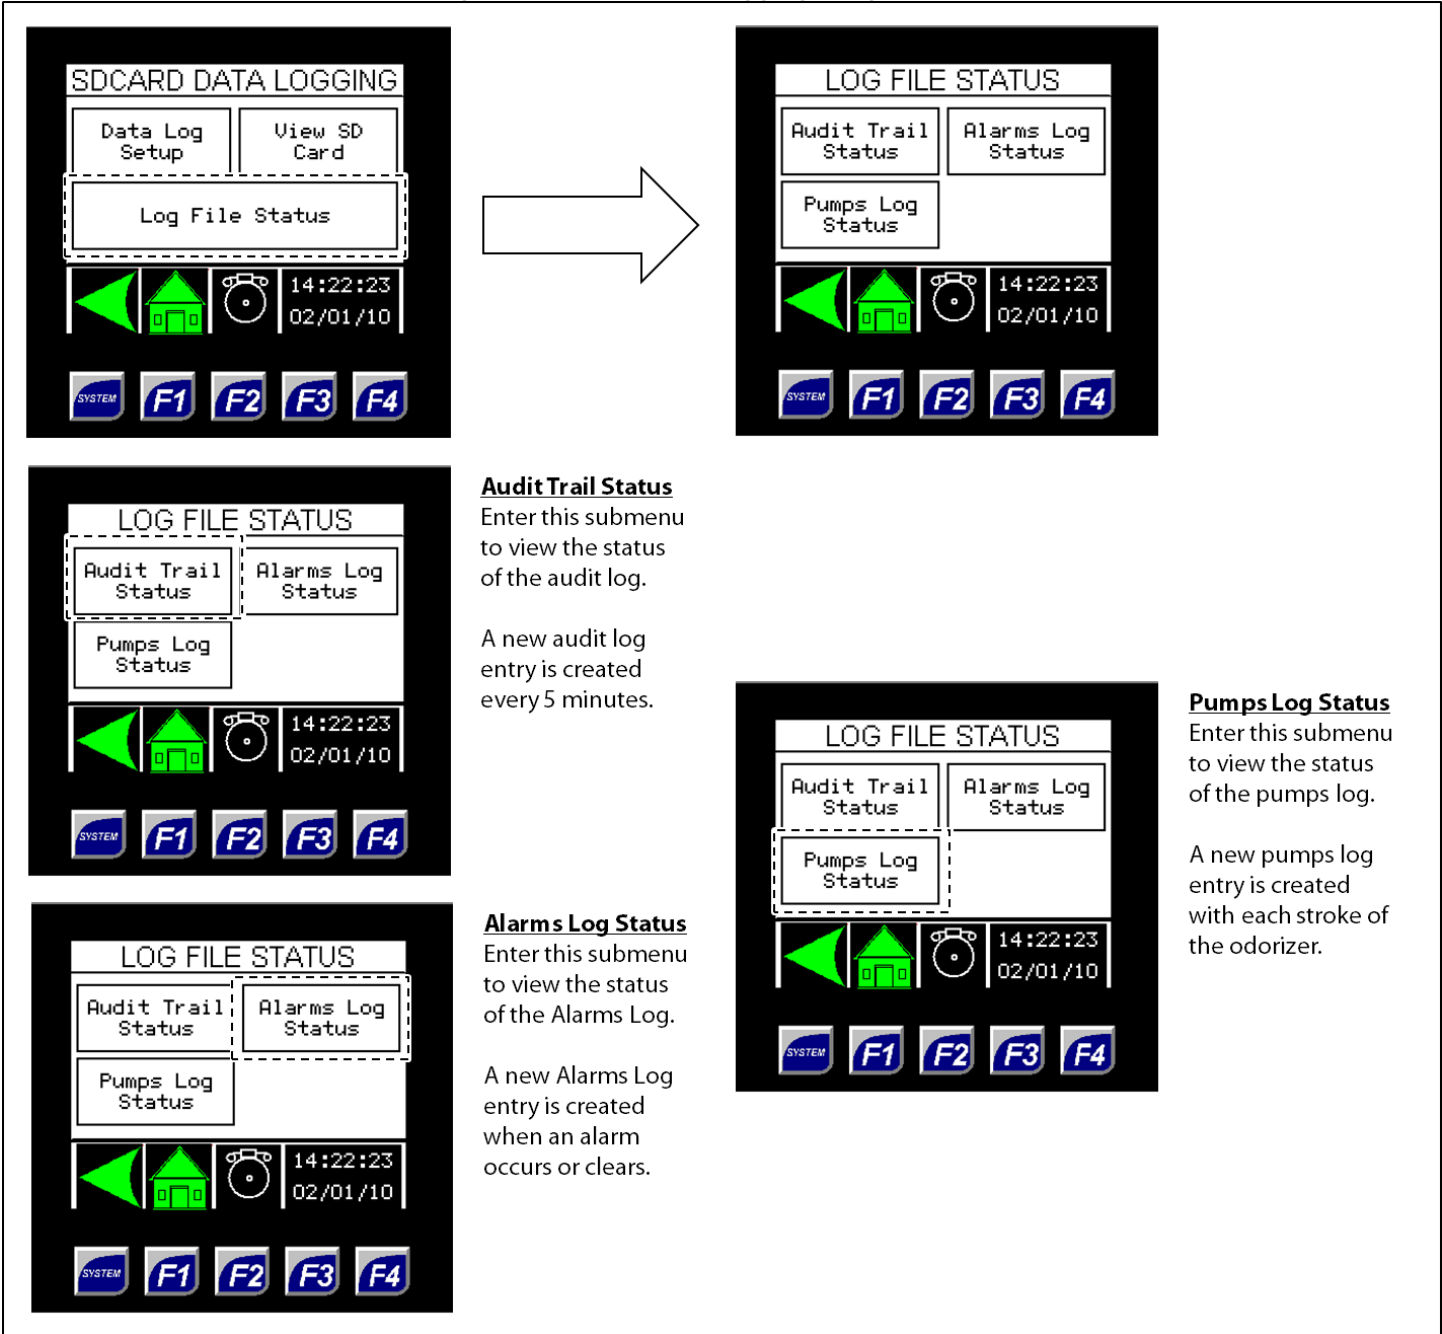 SDCARD DATA LOGGING
Data Log
Setup
View SD
Card
Log File Status
14:22:23
02/01/10
SYSTEM
F1
F2
F3
F4
LOG FILE STATUS
Audit Trail
Status
Alarms Log
Status
Pumps Log
Status
14:22:23
02/01/10
SYSTEM
F1
F2
F3
F4
LOG FILE STATUS
Audit Trail
Status
Alarms Log
Status
Pumps Log
Status
14:22:23
02/01/10
SYSTEM
F1
F2
F3
F4
Audit Trail Status
Enter this submenu
to view the status
of the audit log.
A new audit log
entry is created
every 5 minutes.
LOG FILE STATUS
Audit Trail
Status
Alarms Log
Status
Pumps Log
Status
14:22:23
02/01/10
SYSTEM
F1
F2
F3
F4
Pumps Log Status
Enter this submenu
to view the status
of the pumps log.
A new pumps log
entry is created
with each stroke of
the odorizer.
LOG FILE STATUS
Audit Trail
Status
Alarms Log
Status
Pumps Log
Status
14:22:23
02/01/10
SYSTEM
F1
F2
F3
F4
Alarms Log Status
Enter this submenu
to view the status
of the Alarms Log.
A new Alarms Log
entry is created
when an alarm
occurs or clears.